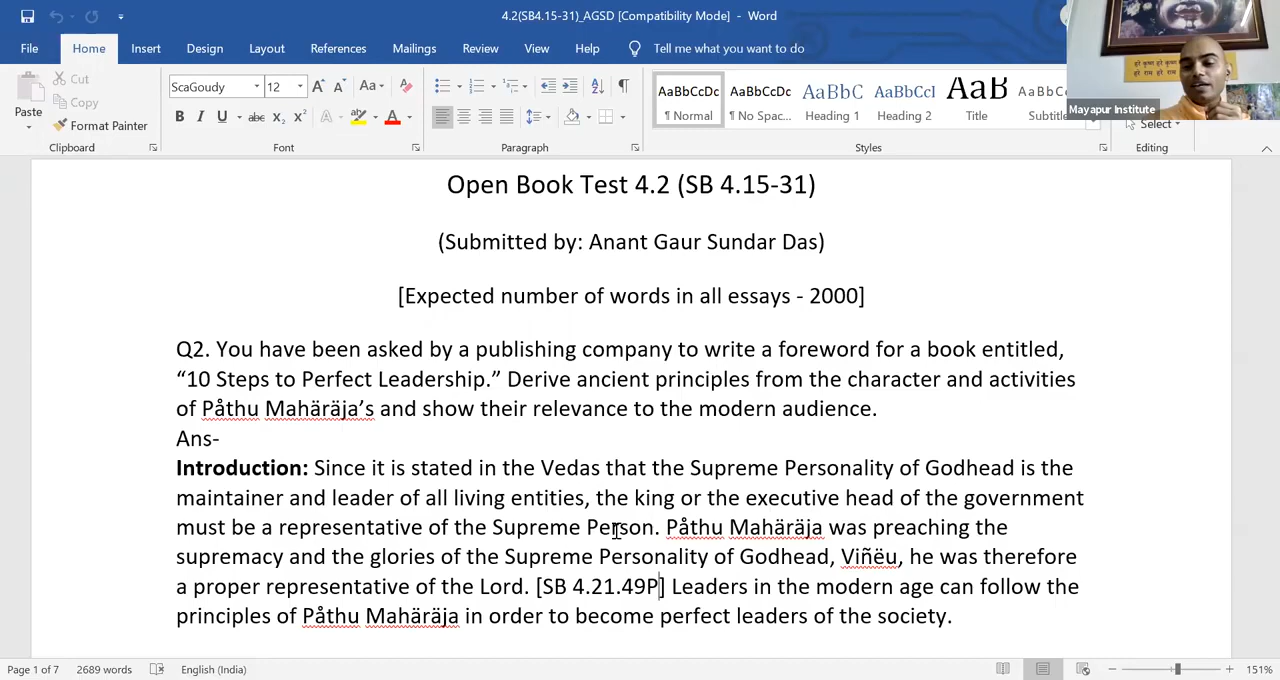 4.2(SB4.15-31)_AGSD [Compatibility Mode] - Word
File Home Insert Design Layout References Mailings Review View Help Tell me what you want to do
Paste
Cut
Copy
Format Painter
Clipboard
ScaGoudy 12
Font
Paragraph
AaBbCcDc ¶ Normal
AaBbCcDc ¶ No Spac...
AaBbC Heading 1
AaBbCcI Heading 2
AaB Title
AaBbC Subtitl
Styles
Select
Editing
हरे कृष्ण हरे कृष्ण
हरे राम हरे राम
Mayapur Institute
Open Book Test 4.2 (SB 4.15-31)
(Submitted by: Anant Gaur Sundar Das)
[Expected number of words in all essays - 2000]
Q2. You have been asked by a publishing company to write a foreword for a book entitled,
“10 Steps to Perfect Leadership.” Derive ancient principles from the character and activities
of Påthu Mahäräja’s and show their relevance to the modern audience.
Ans-
Introduction: Since it is stated in the Vedas that the Supreme Personality of Godhead is the
maintainer and leader of all living entities, the king or the executive head of the government
must be a representative of the Supreme Person. Påthu Mahäräja was preaching the
supremacy and the glories of the Supreme Personality of Godhead, Viñëu, he was therefore
a proper representative of the Lord. [SB 4.21.49P] Leaders in the modern age can follow the
principles of Påthu Mahäräja in order to become perfect leaders of the society.
Page 1 of 7 2689 words English (India) 151%